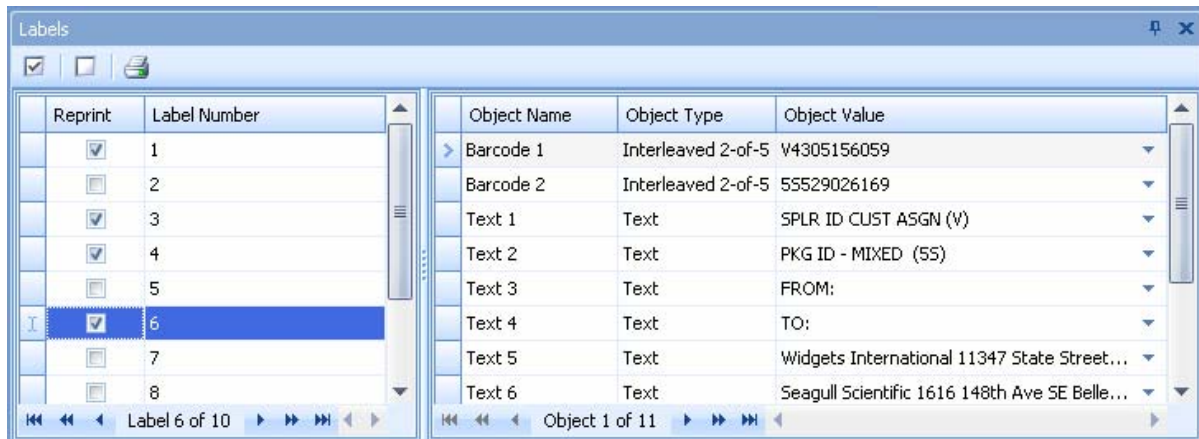 Labels
Reprint Label Number
1
2
3
4
5
6
7
8
Label 6 of 10
Object Name Object Type Object Value
Barcode 1 Interleaved 2-of-5 V4305156059
Barcode 2 Interleaved 2-of-5 5S529026169
Text 1 Text SPLR ID CUST ASGN (V)
Text 2 Text PKG ID - MIXED (5S)
Text 3 Text FROM:
Text 4 Text TO:
Text 5 Text Widgets International 11347 State Street...
Text 6 Text Seagull Scientific 1616 148th Ave SE Belle...
Object 1 of 11